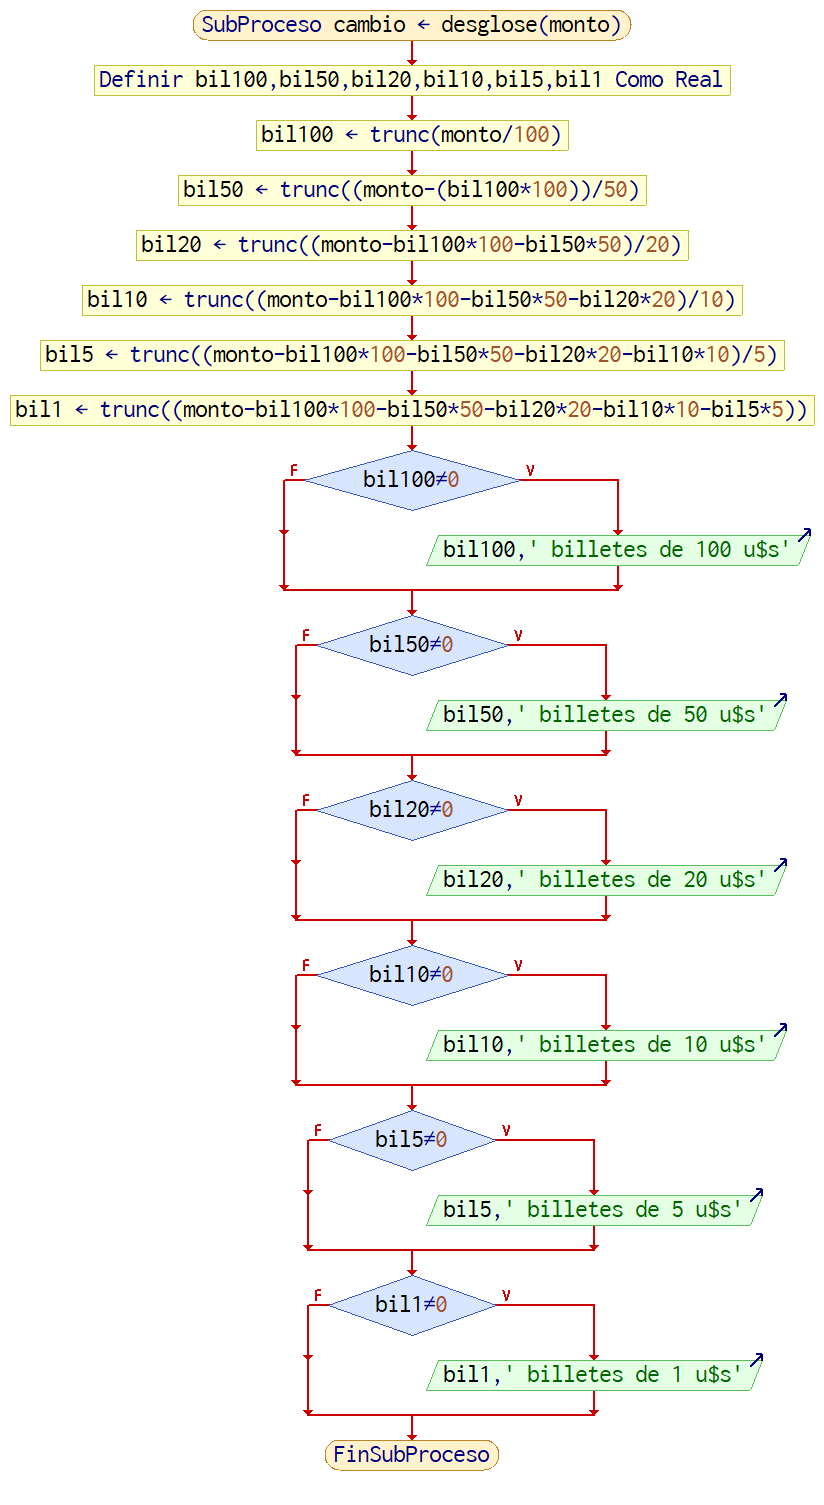 SubProceso cambio ← desglose(monto)
Definir bil100,bil50,bil20,bil10,bil5,bil1 Como Real
bil100 ← trunc(monto/100)
bil50 ← trunc((monto-(bil100*100))/50)
bil20 ← trunc((monto-bil100*100-bil50*50)/20)
bil10 ← trunc((monto-bil100*100-bil50*50-bil20*20)/10)
bil5 ← trunc((monto-bil100*100-bil50*50-bil20*20-bil10*10)/5)
bil1 ← trunc((monto-bil100*100-bil50*50-bil20*20-bil10*10-bil5*5))
F V
bil100≠0
bil100,' billetes de 100 u$s'
F V
bil50≠0
bil50,' billetes de 50 u$s'
F V
bil20≠0
bil20,' billetes de 20 u$s'
F V
bil10≠0
bil10,' billetes de 10 u$s'
F V
bil5≠0
bil5,' billetes de 5 u$s'
F V
bil1≠0
bil1,' billetes de 1 u$s'
FinSubProceso